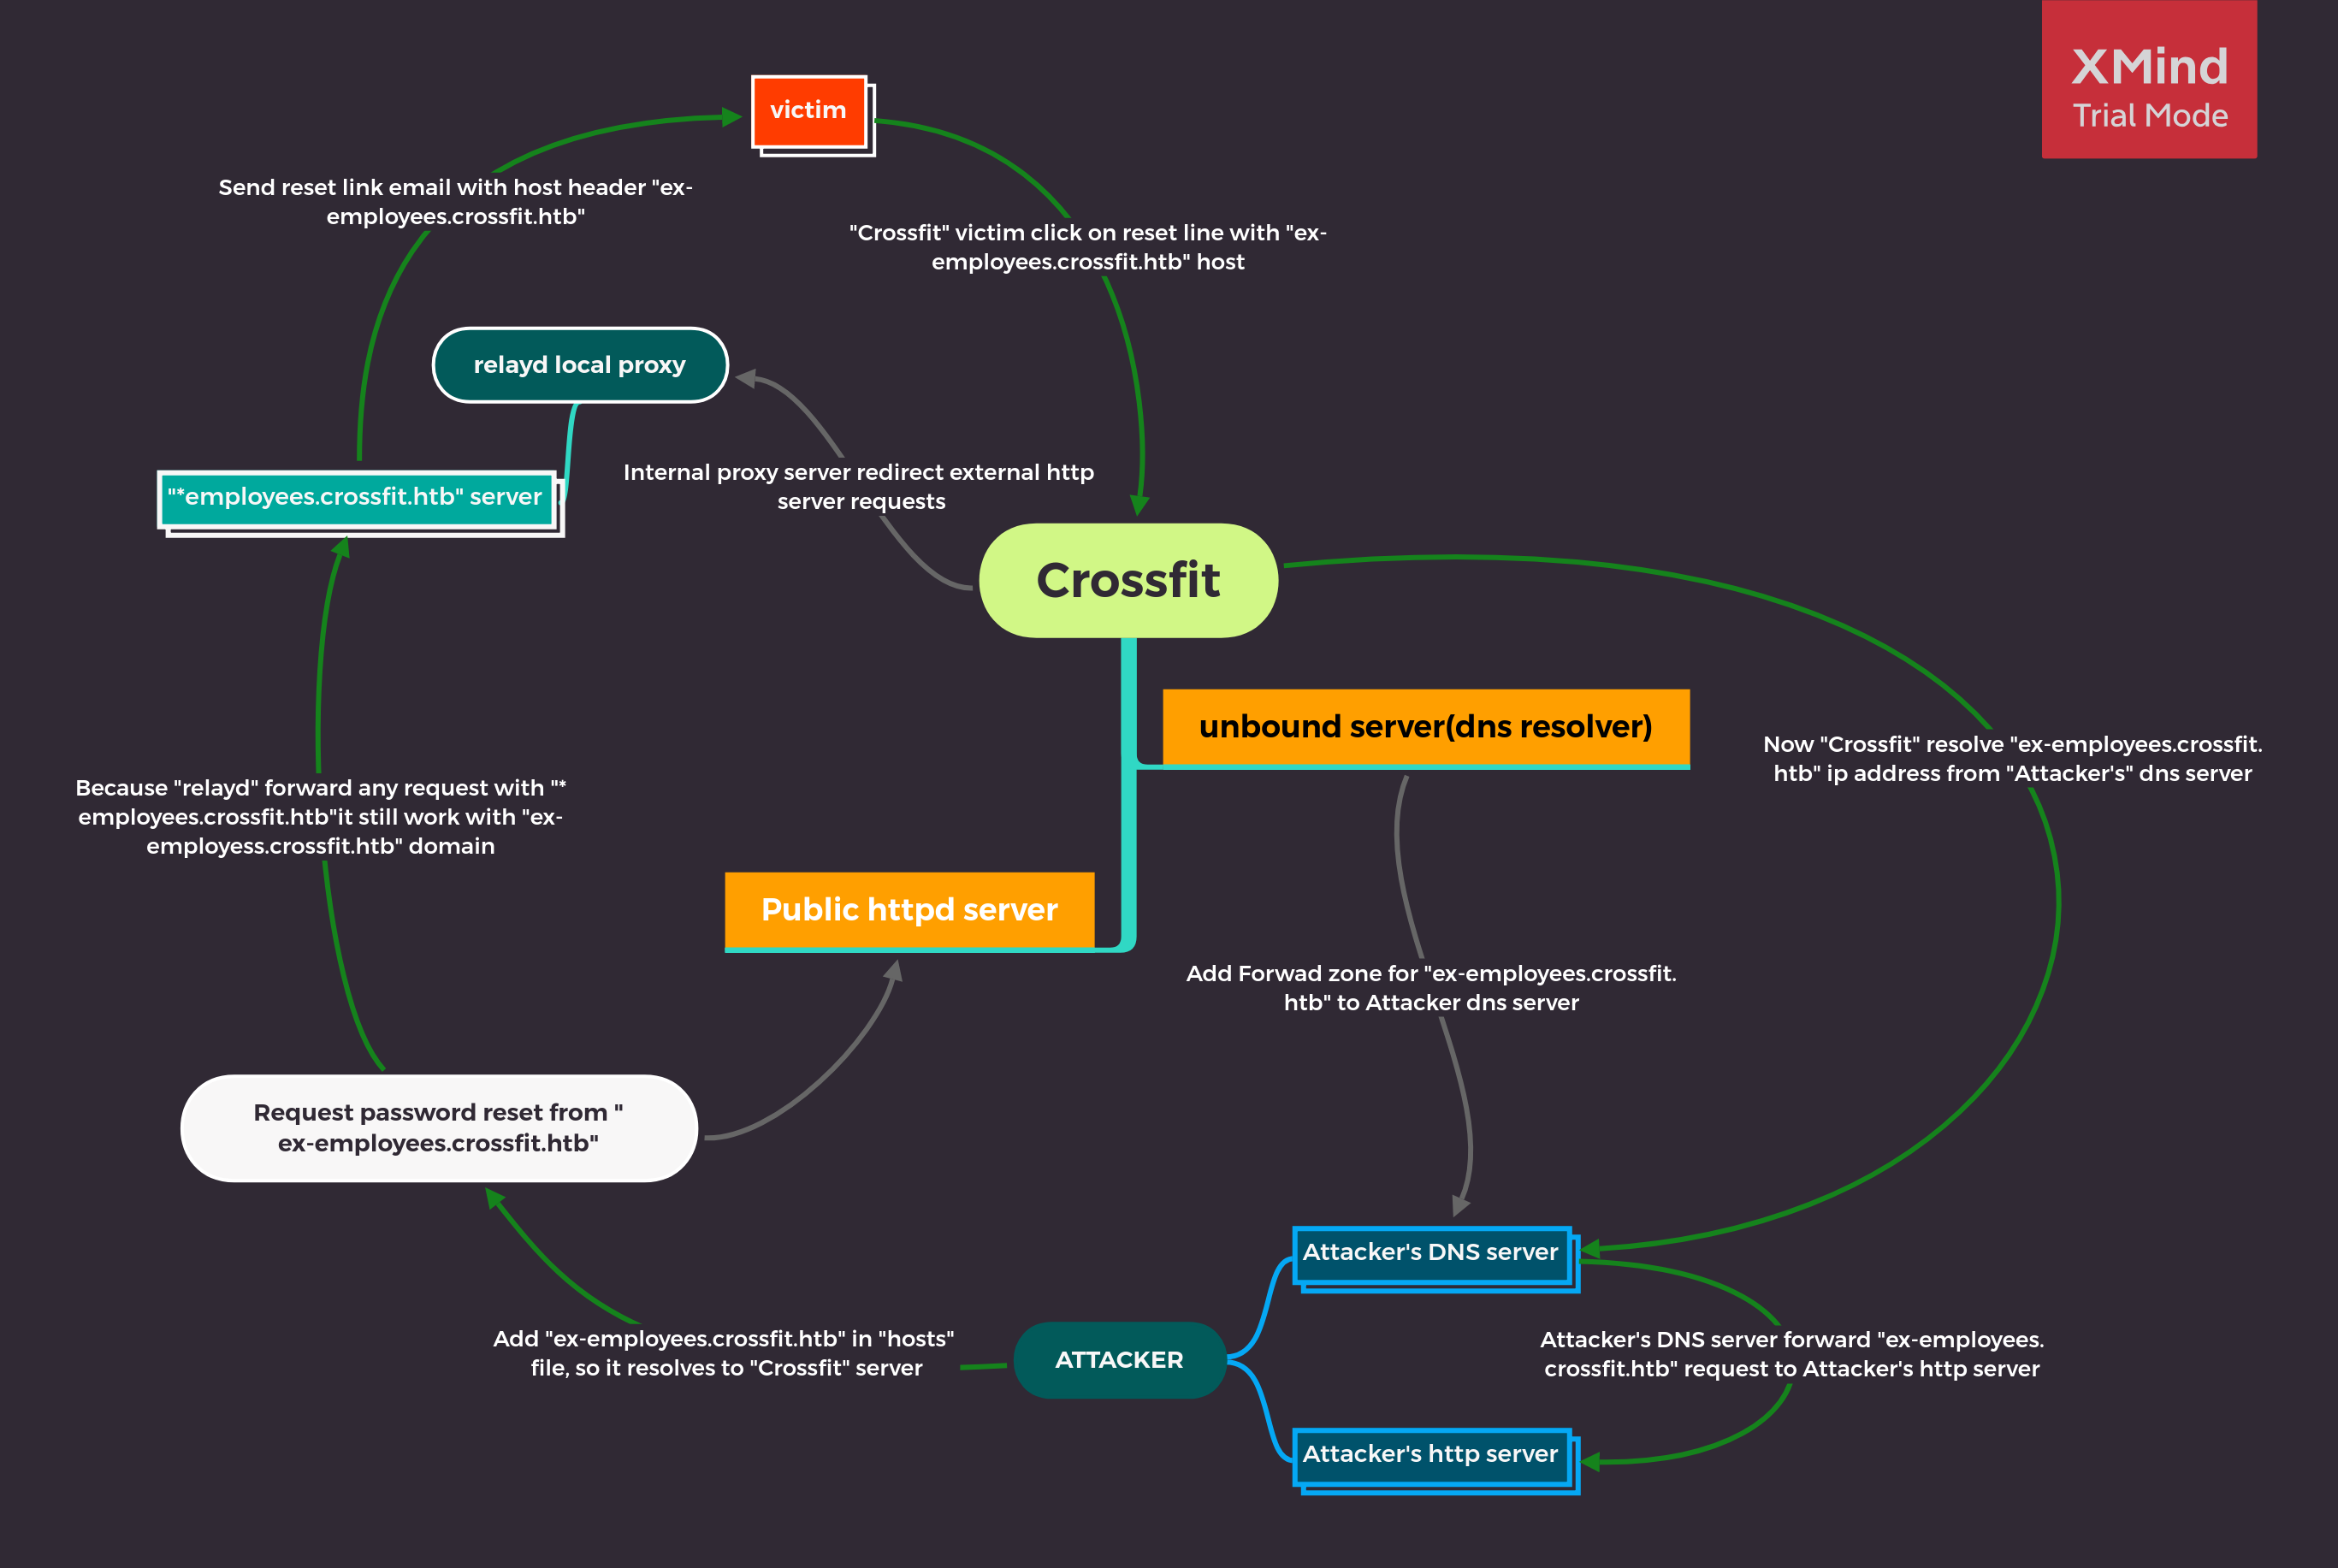 XMind
Trial Mode
victim
Send reset link email with host header "ex-
employees.crossfit.htb"
"Crossfit" victim click on reset line with "ex-
employees.crossfit.htb" host
relayd local proxy
Internal proxy server redirect external http
server requests
"*employees.crossfit.htb" server
Crossfit
unbound server(dns resolver)
Now "Crossfit" resolve "ex-employees.crossfit.
htb" ip address from "Attacker's" dns server
Because "relayd" forward any request with "*
employees.crossfit.htb"it still work with "ex-
employess.crossfit.htb" domain
Public httpd server
Add Forwad zone for "ex-employees.crossfit.
htb" to Attacker dns server
Request password reset from "
ex-employees.crossfit.htb"
Attacker's DNS server
Add "ex-employees.crossfit.htb" in "hosts"
file, so it resolves to "Crossfit" server
ATTACKER
Attacker's DNS server forward "ex-employees.
crossfit.htb" request to Attacker's http server
Attacker's http server